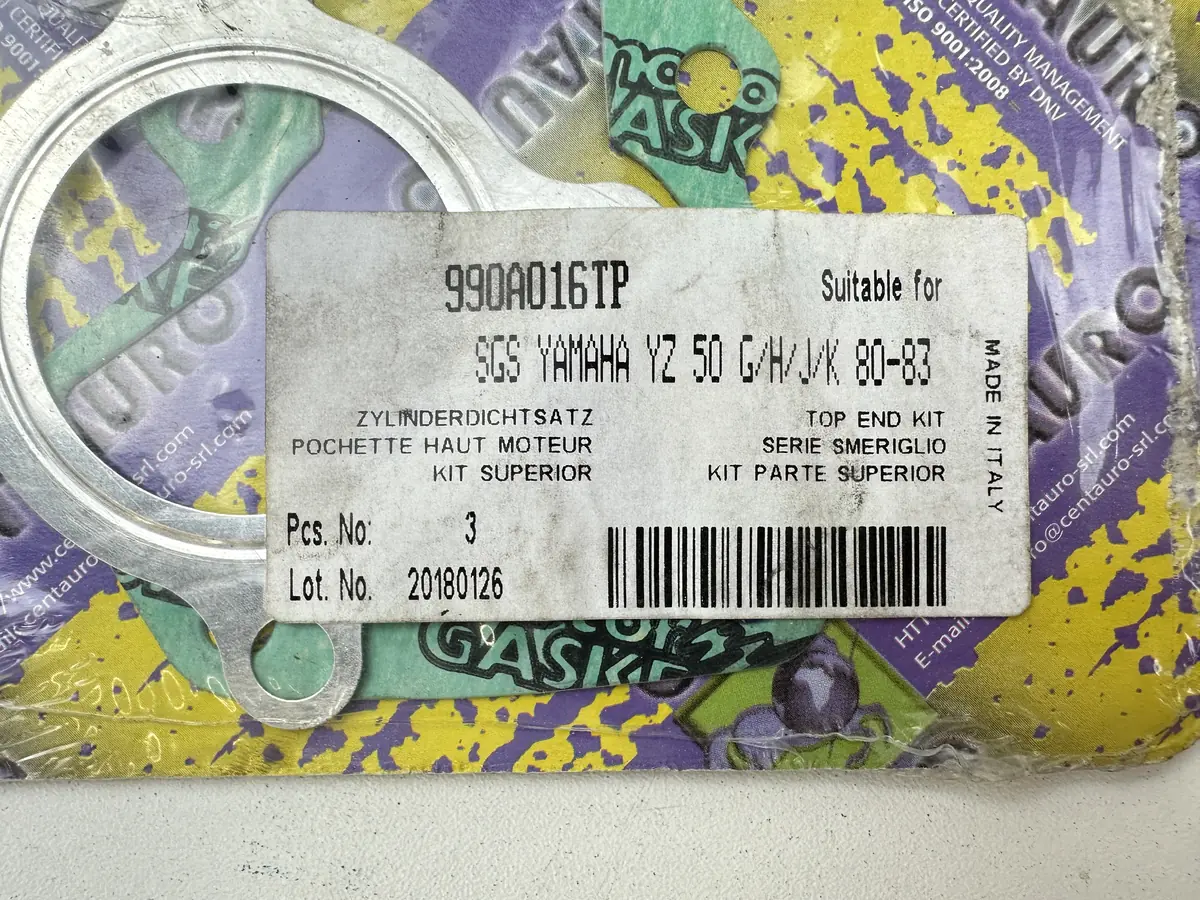 ISO 9001:2008
QUALITY MANAGEMENT
CERTIFIED BY DNV
990A016TP
Suitable for
SGS YAMAHA YZ 50 G/H/J/K 80-83
ZYLINDERDICHTSATZ
POCHETTE HAUT MOTEUR
KIT SUPERIOR
TOP END KIT
SERIE SMERIGLIO
KIT PARTE SUPERIOR
MADE IN ITALY
Pcs. No: 3
Lot. No. 20180126